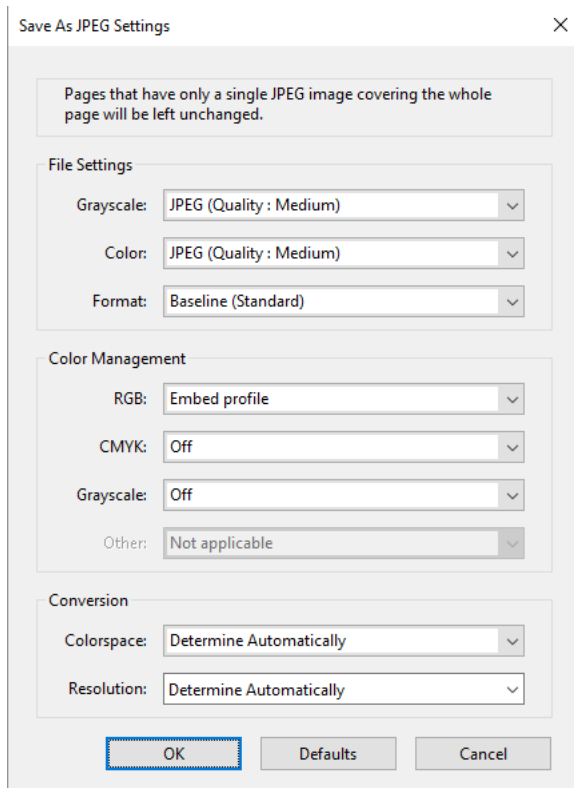 Save As JPEG Settings
Pages that have only a single JPEG image covering the whole
page will be left unchanged.
File Settings
Grayscale: JPEG (Quality : Medium)
Color: JPEG (Quality : Medium)
Format: Baseline (Standard)
Color Management
RGB: Embed profile
CMYK: Off
Grayscale: Off
Other: Not applicable
Conversion
Colorspace: Determine Automatically
Resolution: Determine Automatically
OK Defaults Cancel